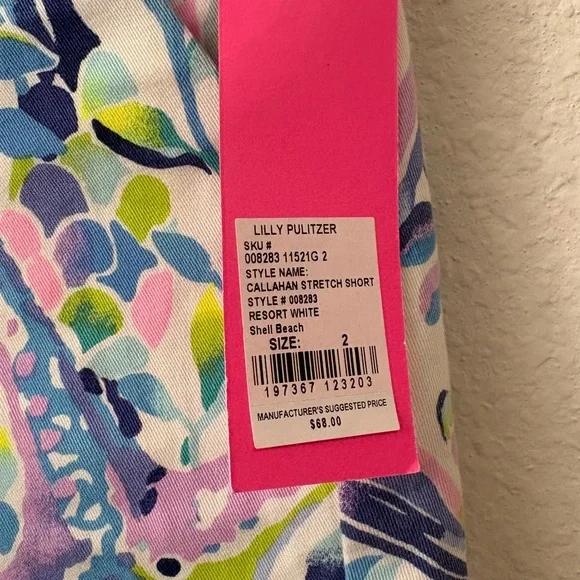 LILLY PULITZER
SKU #
008283 11521G 2
STYLE NAME:
CALLAHAN STRETCH SHORT
STYLE # 008283
RESORT WHITE
Shell Beach
SIZE: 2
197367 123203
MANUFACTURER'S SUGGESTED PRICE
$68.00